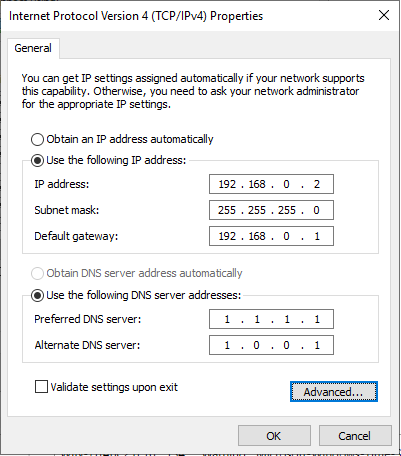 Internet Protocol Version 4 (TCP/IPv4) Properties
General
You can get IP settings assigned automatically if your network supports
this capability. Otherwise, you need to ask your network administrator
for the appropriate IP settings.
Obtain an IP address automatically
Use the following IP address:
IP address: 192 . 168 . 0 . 2
Subnet mask: 255 . 255 . 255 . 0
Default gateway: 192 . 168 . 0 . 1
Obtain DNS server address automatically
Use the following DNS server addresses:
Preferred DNS server: 1 . 1 . 1 . 1
Alternate DNS server: 1 . 0 . 0 . 1
Validate settings upon exit
Advanced...
OK Cancel